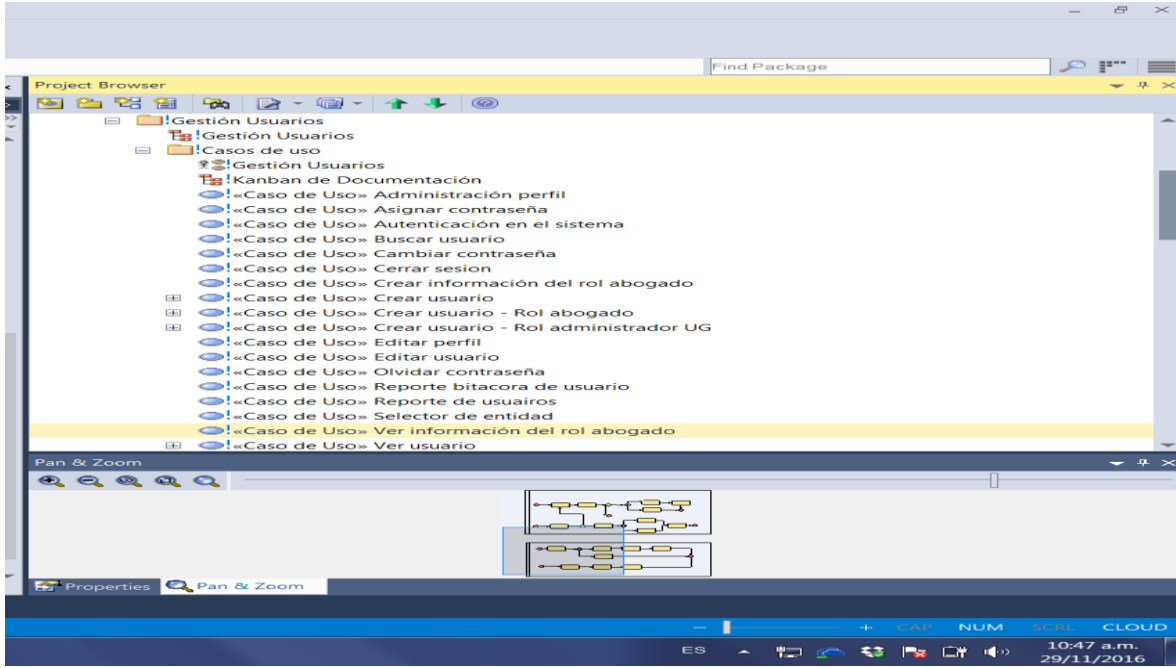 Find Package
Project Browser
!Gestión Usuarios
!Gestión Usuarios
!Casos de uso
!Gestión Usuarios
!Kanban de Documentación
!«Caso de Uso» Administración perfil
!«Caso de Uso» Asignar contraseña
!«Caso de Uso» Autenticación en el sistema
!«Caso de Uso» Buscar usuario
!«Caso de Uso» Cambiar contraseña
!«Caso de Uso» Cerrar sesion
!«Caso de Uso» Crear información del rol abogado
!«Caso de Uso» Crear usuario
!«Caso de Uso» Crear usuario - Rol abogado
!«Caso de Uso» Crear usuario - Rol administrador UG
!«Caso de Uso» Editar perfil
!«Caso de Uso» Editar usuario
!«Caso de Uso» Olvidar contraseña
!«Caso de Uso» Reporte bitacora de usuario
!«Caso de Uso» Reporte de usuairos
!«Caso de Uso» Selector de entidad
!«Caso de Uso» Ver información del rol abogado
!«Caso de Uso» Ver usuario
Pan & Zoom
Properties Pan & Zoom
CAP NUM SCRL CLOUD
ES 10:47 a.m.
29/11/2016